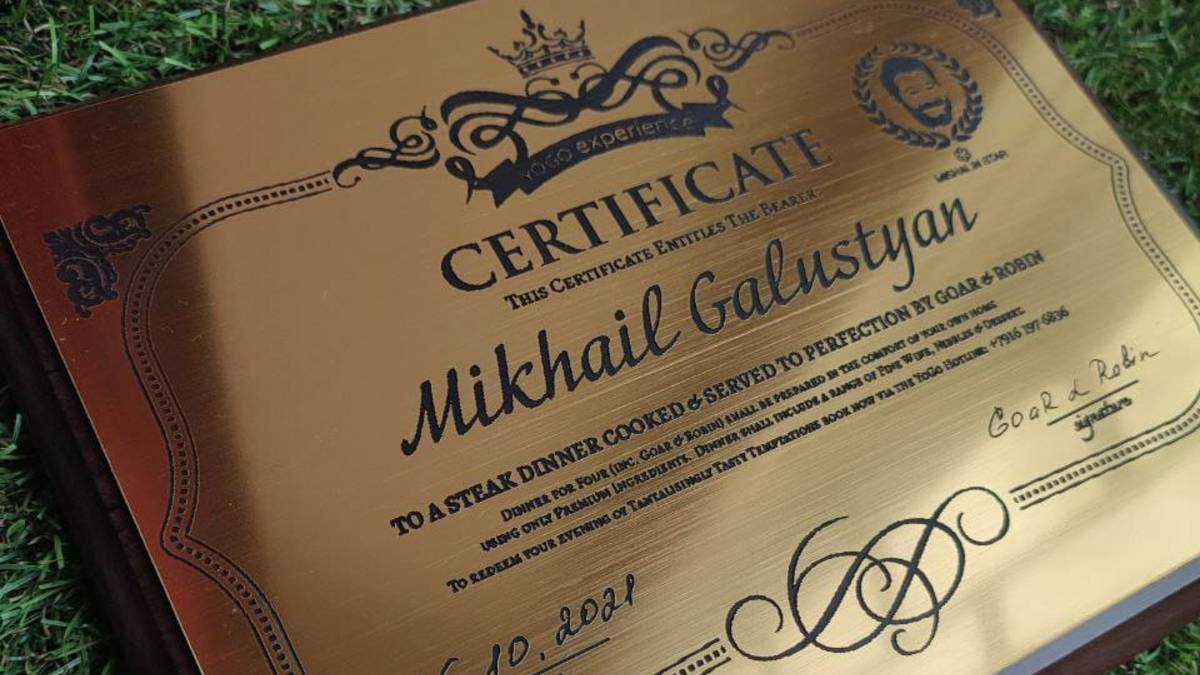 YOGO experience
CERTIFICATE
MISHALIN STAR
THIS CERTIFICATE ENTITLES THE BEARER
Mikhail Galustyan
TO A STEAK DINNER COOKED & SERVED TO PERFECTION BY GOAR & ROBIN
DINNER FOR FOUR (INC. GOAR & ROBIN) SHALL BE PREPARED IN THE COMFORT OF YOUR OWN HOME
USING ONLY PREMIUM INGREDIENTS. DINNER SHALL INCLUDE A RANGE OF FINE WINE, NIBBLES & DESSERT.
TO REDEEM YOUR EVENING OF TANTALISINGLY TASTY TEMPTATIONS BOOK NOW VIA THE YOGO HOTLINE: +7916 197 6836
GOAR & Robin
signature
10. 2021